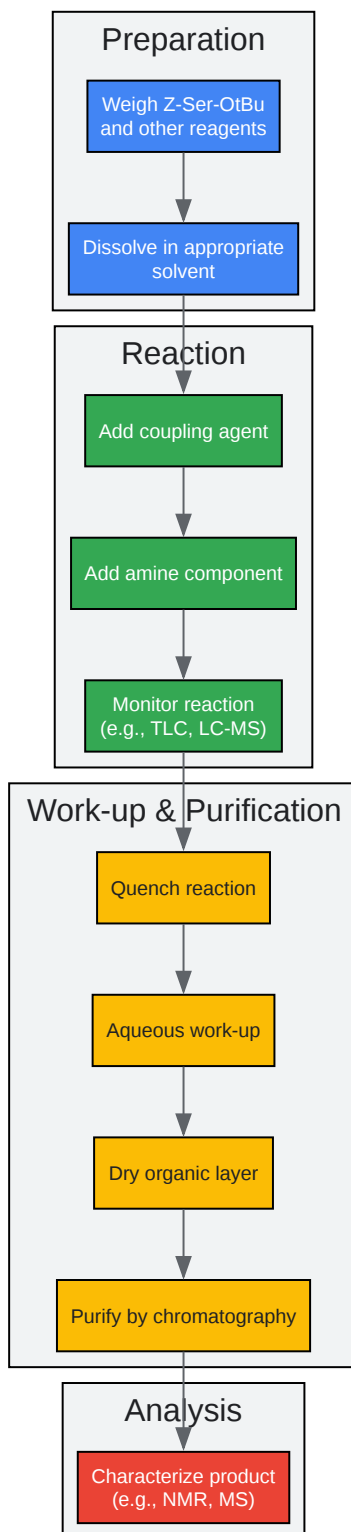 Preparation
Weigh Z-Ser-OtBu
and other reagents
Dissolve in appropriate
solvent
Reaction
Add coupling agent
Add amine component
Monitor reaction
(e.g., TLC, LC-MS)
Work-up & Purification
Quench reaction
Aqueous work-up
Dry organic layer
Purify by chromatography
Analysis
Characterize product
(e.g., NMR, MS)